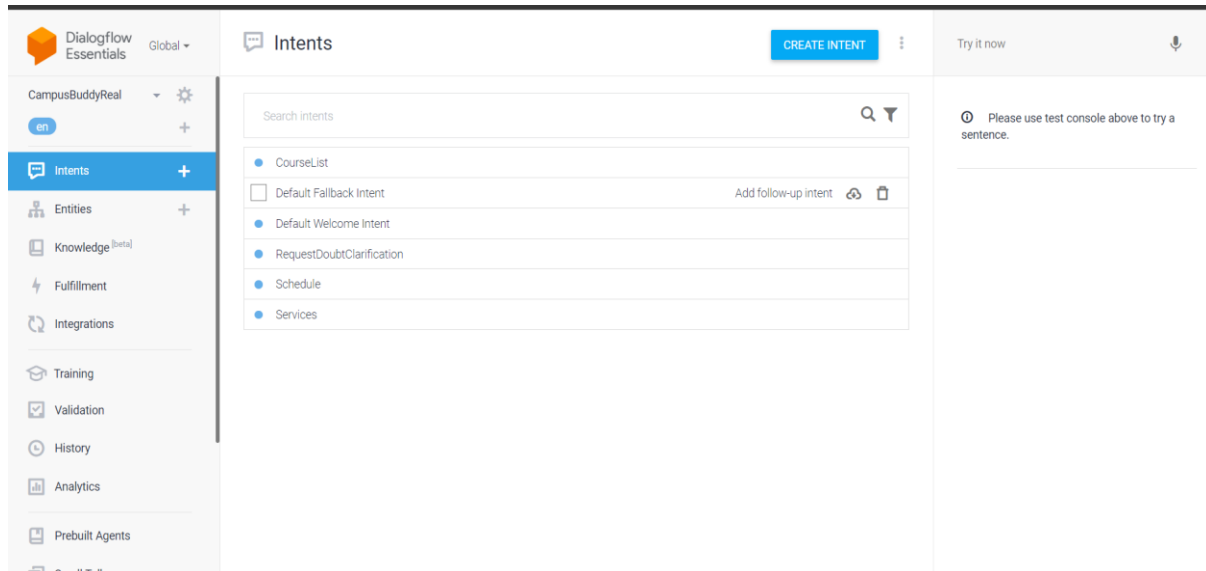 Dialogflow
Essentials
Global
CampusBuddyReal
en
Intents
Entities
Knowledge [beta]
Fulfillment
Integrations
Training
Validation
History
Analytics
Prebuilt Agents
Intents
CREATE INTENT
Search intents
CourseList
Default Fallback Intent
Add follow-up intent
Default Welcome Intent
RequestDoubtClarification
Schedule
Services
Try it now
Please use test console above to try a
sentence.